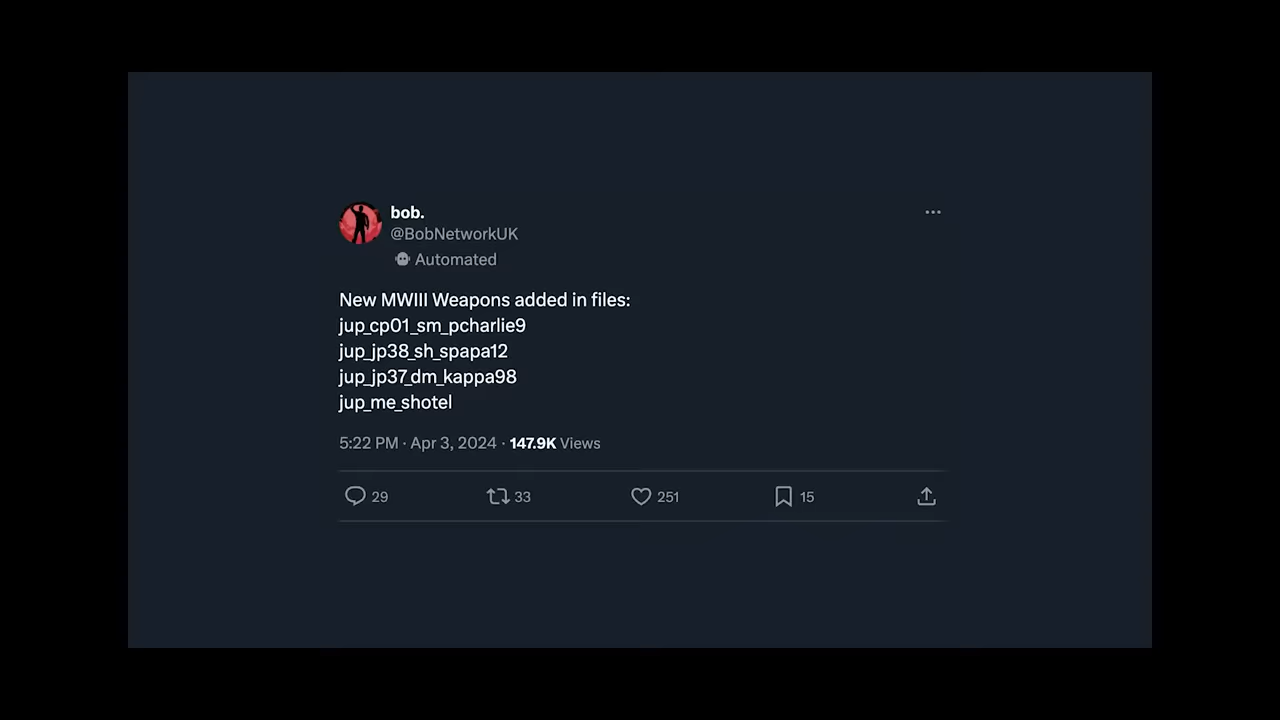 bob.
@BobNetworkUK
Automated
New MWIII Weapons added in files:
jup_cp01_sm_pcharlie9
jup_jp38_sh_spapa12
jup_jp37_dm_kappa98
jup_me_shotel
5:22 PM · Apr 3, 2024 · 147.9K Views
29 33 251 15